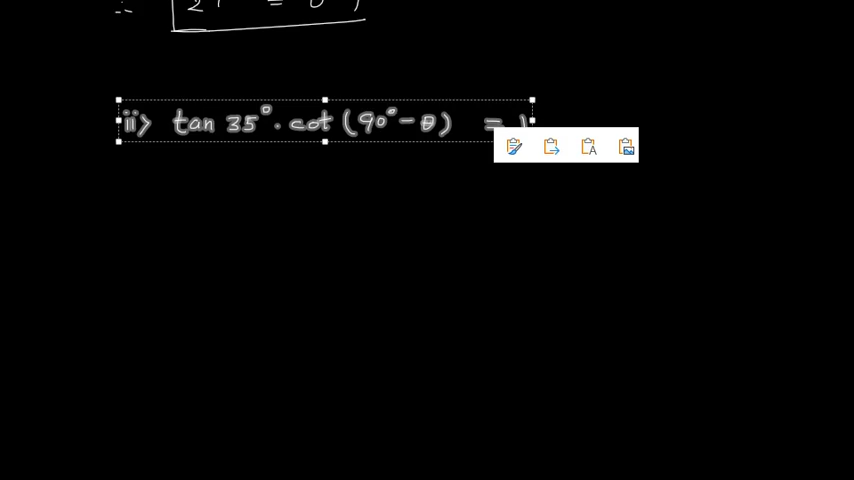 ii> tan 35°. cot (90° - θ) = 1